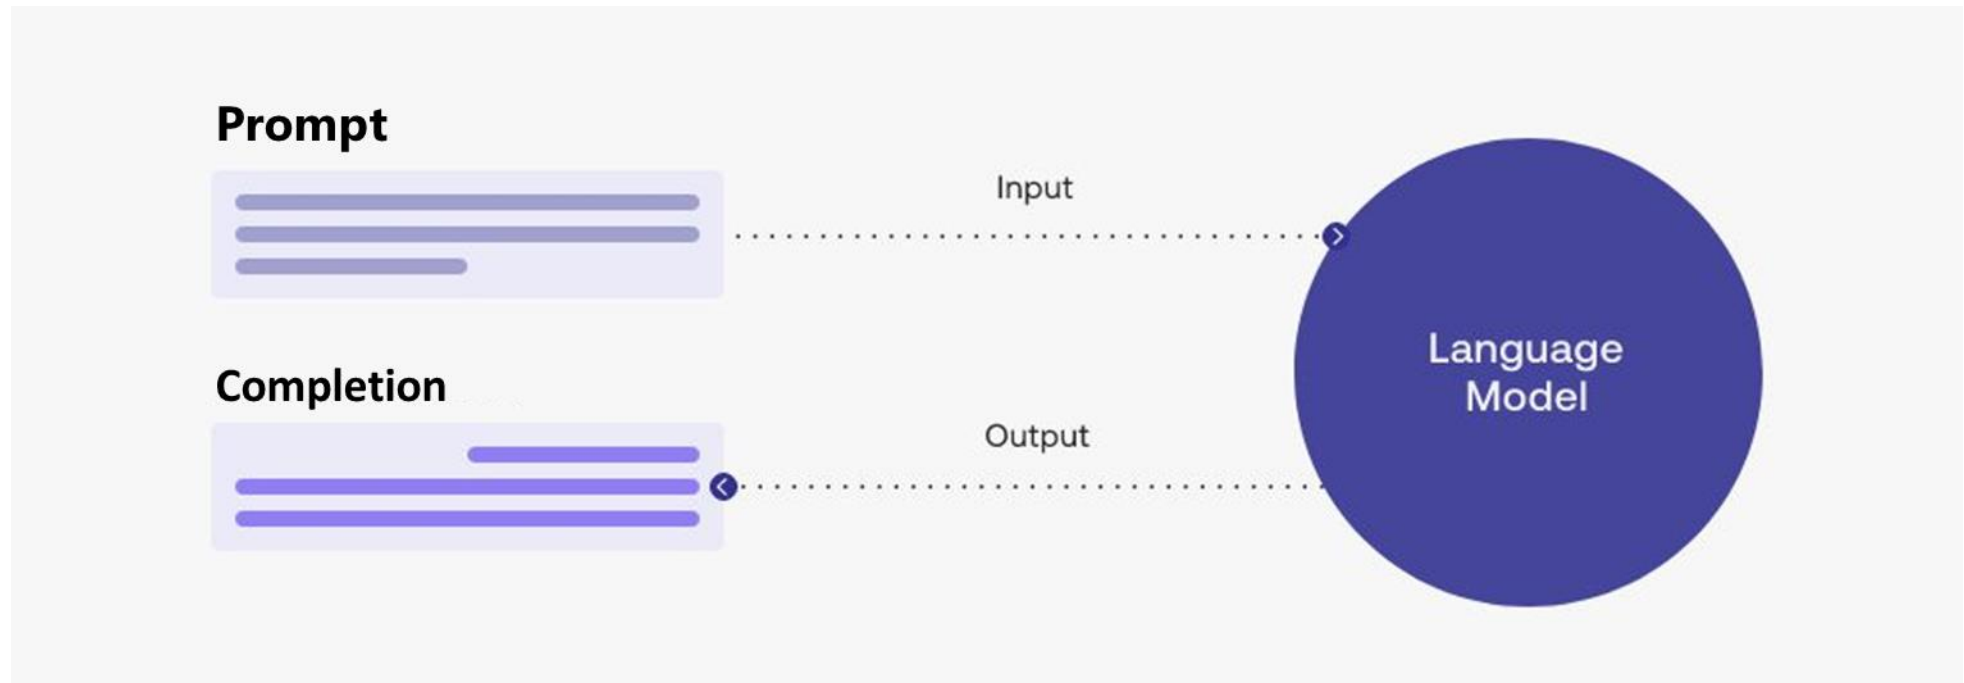 Prompt
Input
Language
Model
Completion
Output